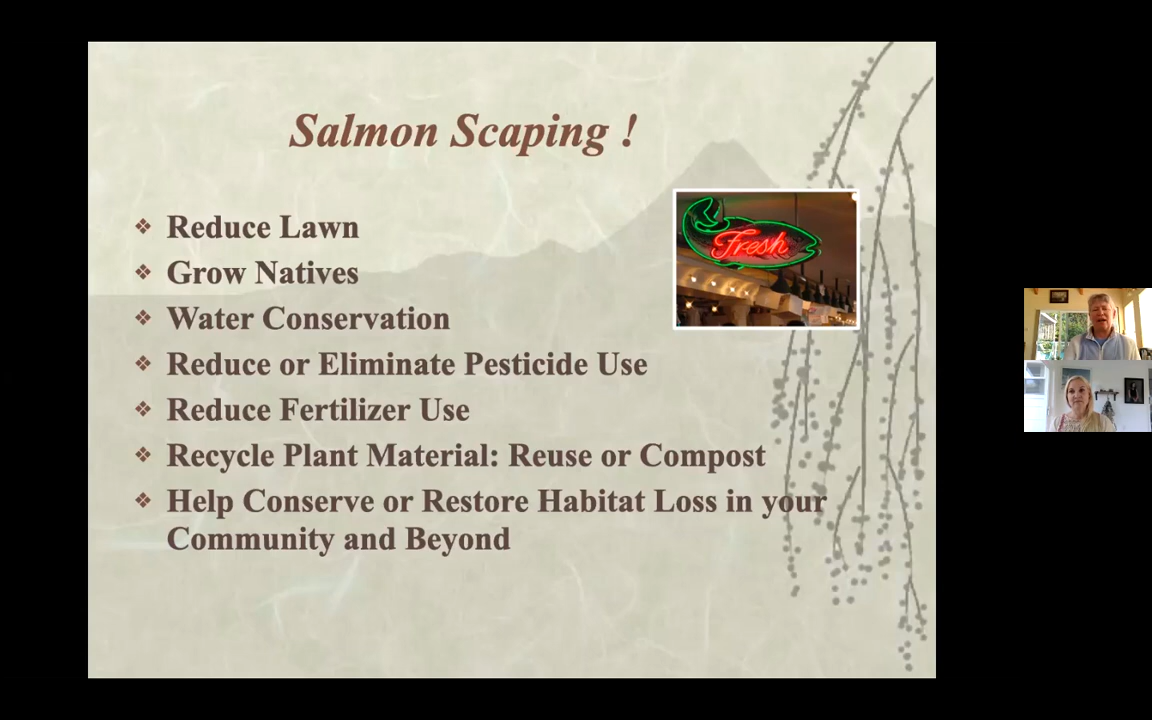 Salmon Scaping !
Fresh
❖ Reduce Lawn
❖ Grow Natives
❖ Water Conservation
❖ Reduce or Eliminate Pesticide Use
❖ Reduce Fertilizer Use
❖ Recycle Plant Material: Reuse or Compost
❖ Help Conserve or Restore Habitat Loss in your
Community and Beyond